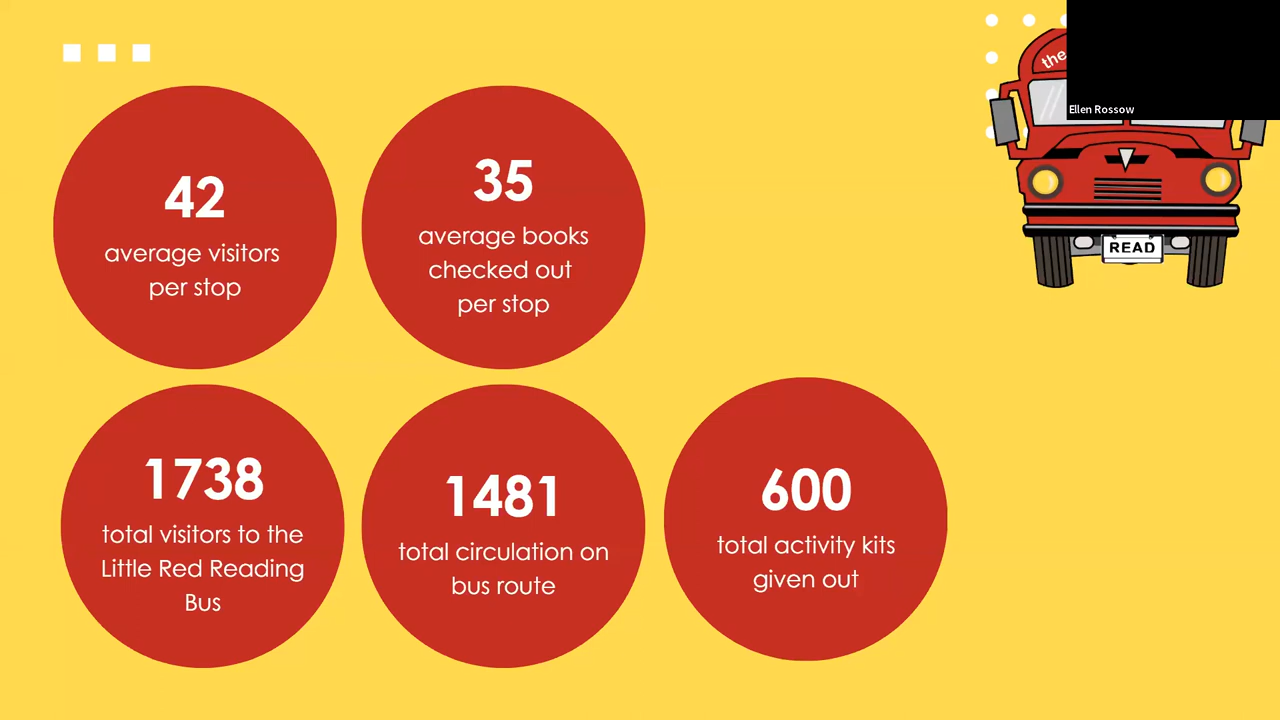 the
Ellen Rossow
READ
42
average visitors
per stop
35
average books
checked out
per stop
1738
total visitors to the
Little Red Reading
Bus
1481
total circulation on
bus route
600
total activity kits
given out